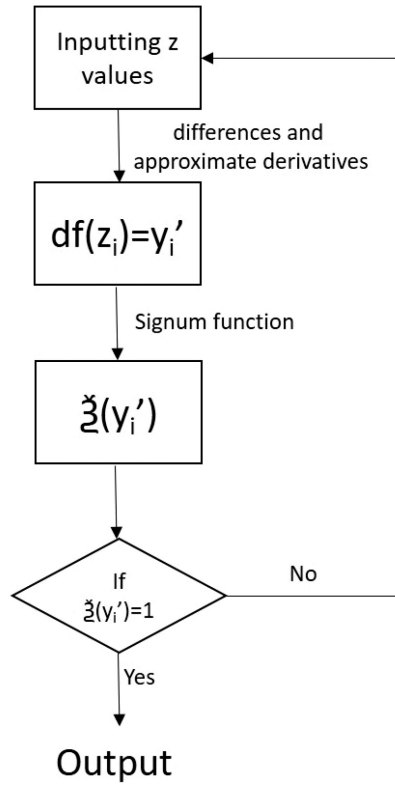 Inputting z
values
differences and
approximate derivatives
df(zᵢ)=yᵢ’
Signum function
Ǯ(yᵢ’)
If
Ǯ(yᵢ’)=1
No
Yes
Output